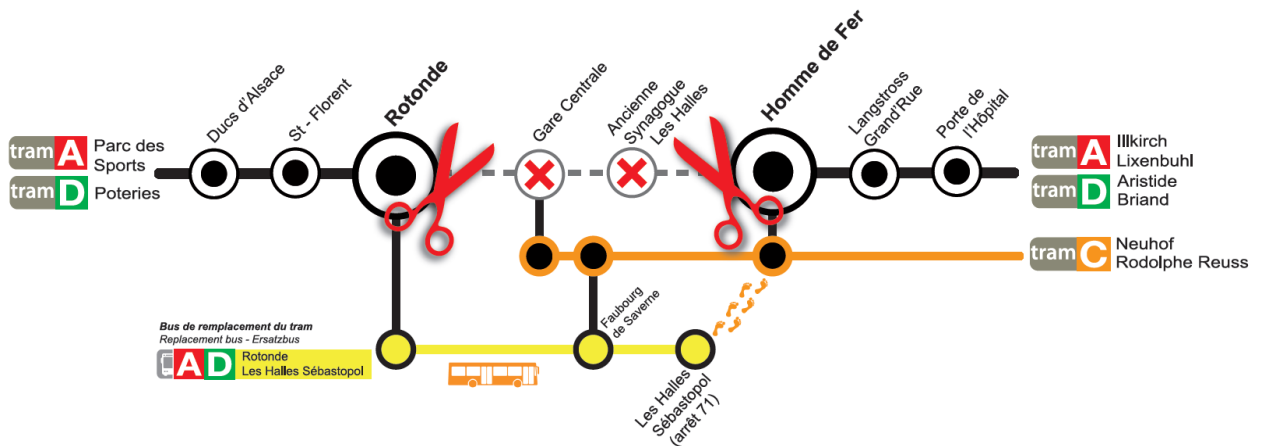 Ducs d'Alsace
St - Florent
Rotonde
Gare Centrale
Ancienne
Synagogue
Les Halles
Homme de Fer
Langstross
Grand'Rue
Porte de
l'Hôpital
tram A
Parc des
Sports
tram D
Poteries
tram A
Illkirch
Lixenbuhl
tram D
Aristide
Briand
tram C
Neuhof
Rodolphe Reuss
Bus de remplacement du tram
Replacement bus - Ersatzbus
A D
Rotonde
Les Halles Sébastopol
Faubourg
de Saverne
Les Halles
Sébastopol
(arrêt 71)